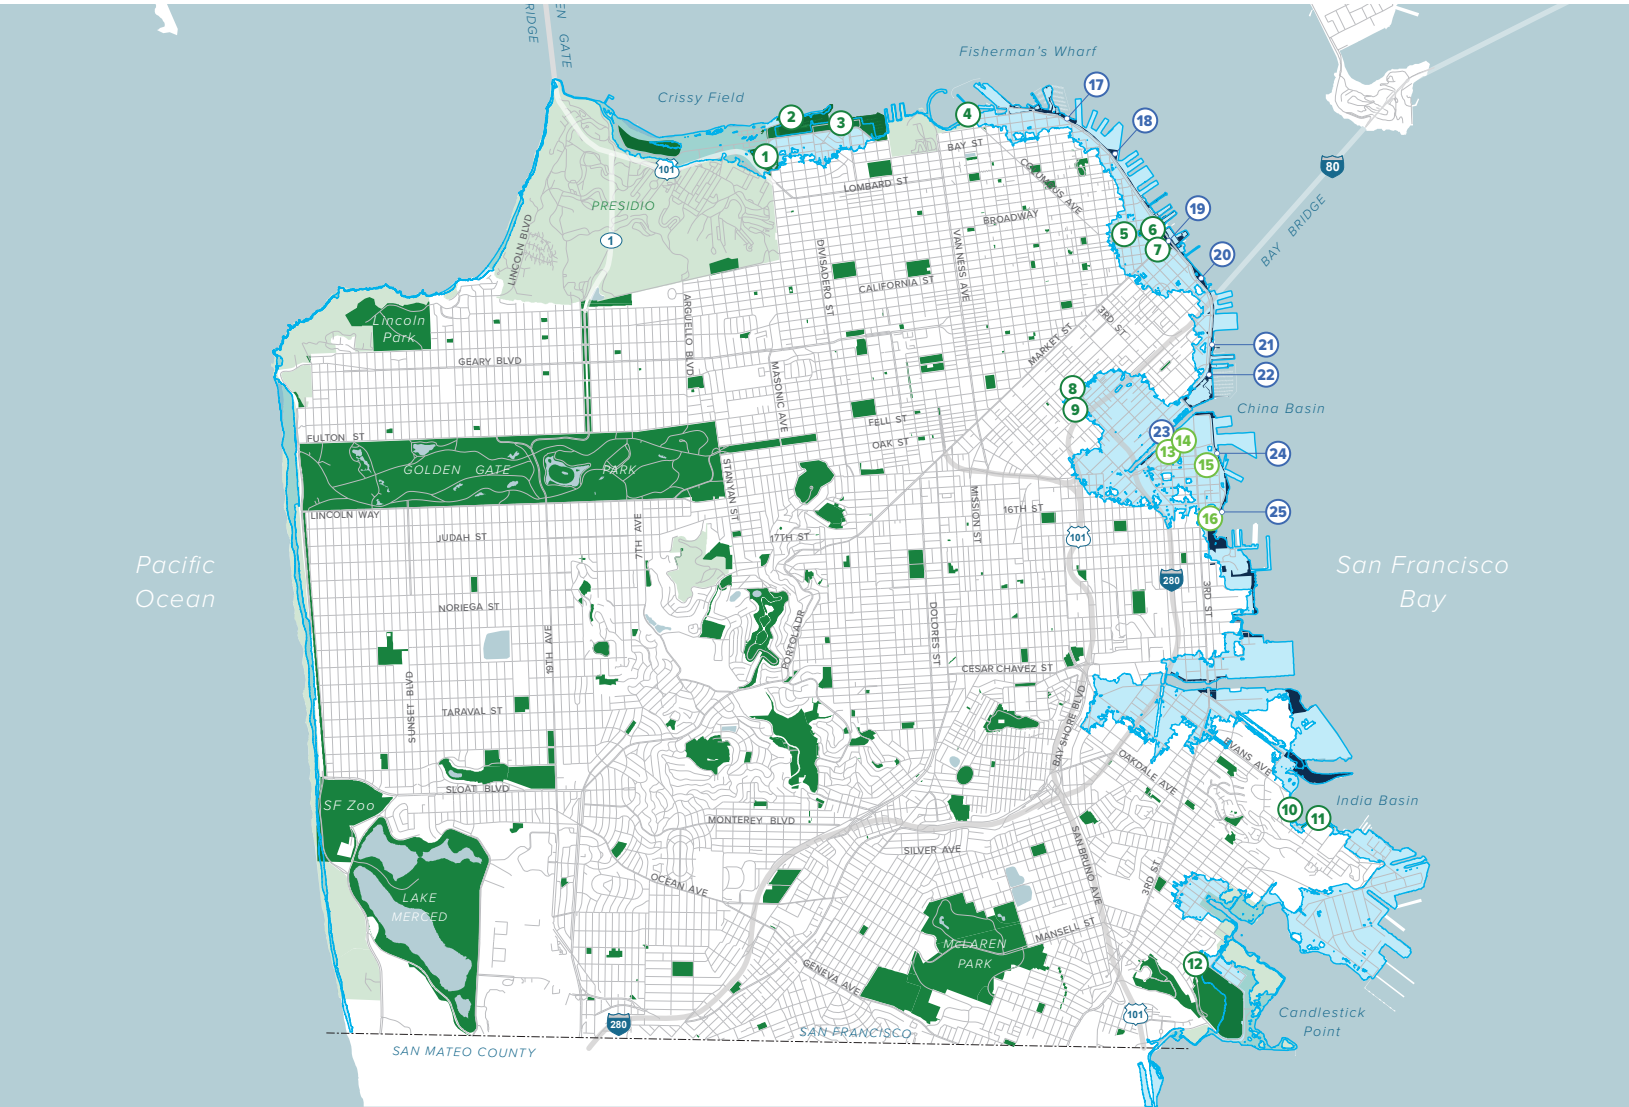 RIDGE
EN GATE
Fisherman's Wharf
Crissy Field
17
2
3
4
18
1
BAY ST
101
80
LOMBARD ST
COLUMBUS AVE
PRESIDIO
BROADWAY
19
1
5
6
7
BAY BRIDGE
LINCOLN BLVD
DIVISADERO ST
VAN NESS AVE
20
CALIFORNIA ST
ARGUELLO BLVD
3RD ST
Lincoln
Park
MARKET ST
21
GEARY BLVD
MASONIC AVE
22
8
9
China Basin
FELL ST
FULTON ST
OAK ST
23
14
13
24
GOLDEN GATE PARK
15
STANYAN ST
MISSION ST
LINCOLN WAY
16TH ST
25
16
7TH AVE
17TH ST
JUDAH ST
101
Pacific
Ocean
San Francisco
Bay
280
3RD ST
NORIEGA ST
DOLORES ST
PORTOLA DR
19TH AVE
CESAR CHAVEZ ST
SUNSET BLVD
TARAVAL ST
BAY SHORE BLVD
EVANS AVE
OAKDALE AVE
SLOAT BLVD
SF Zoo
India Basin
10
11
MONTEREY BLVD
SILVER AVE
SAN BRUNO AVE
OCEAN AVE
3RD ST
LAKE
MERCED
MANSELL ST
McLAREN
PARK
GENEVA AVE
12
101
Candlestick
Point
280
SAN FRANCISCO
SAN MATEO COUNTY